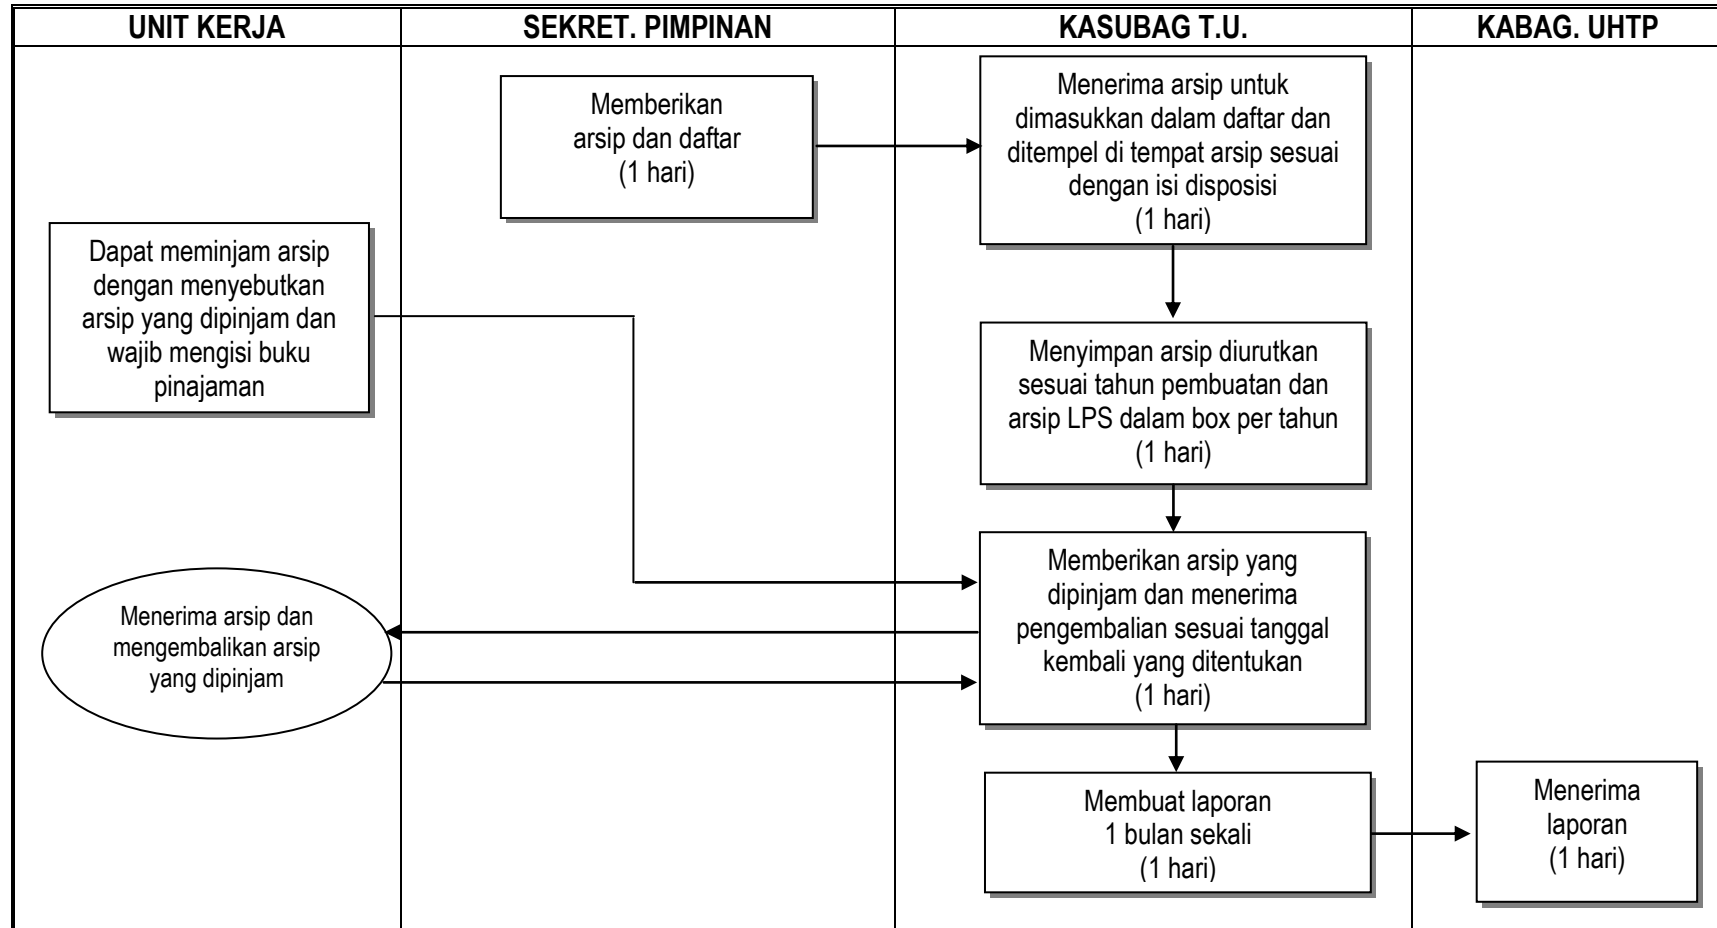 UNIT KERJA
SEKRET. PIMPINAN
KASUBAG T.U.
KABAG. UHTP
Memberikan
arsip dan daftar
(1 hari)
Menerima arsip untuk
dimasukkan dalam daftar dan
ditempel di tempat arsip sesuai
dengan isi disposisi
(1 hari)
Dapat meminjam arsip
dengan menyebutkan
arsip yang dipinjam dan
wajib mengisi buku
pinajaman
Menyimpan arsip diurutkan
sesuai tahun pembuatan dan
arsip LPS dalam box per tahun
(1 hari)
Memberikan arsip yang
dipinjam dan menerima
pengembalian sesuai tanggal
kembali yang ditentukan
(1 hari)
Menerima arsip dan
mengembalikan arsip
yang dipinjam
Membuat laporan
1 bulan sekali
(1 hari)
Menerima
laporan
(1 hari)